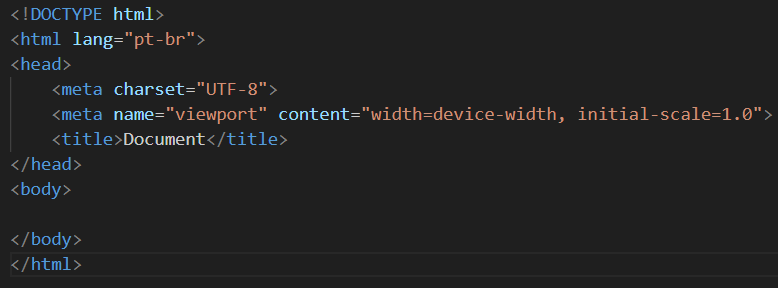 <!DOCTYPE html>
<html lang="pt-br">
<head>
    <meta charset="UTF-8">
    <meta name="viewport" content="width=device-width, initial-scale=1.0">
    <title>Document</title>
</head>
<body>

</body>
</html>